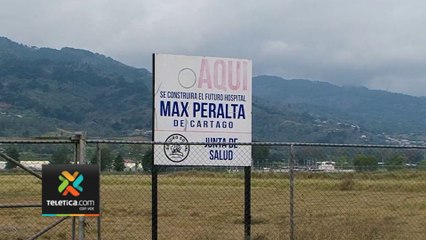 AQUI
SE CONSTRUIRA EL FUTURO HOSPITAL
MAX PERALTA
DE CARTAGO
JUNTA DE
SALUD
TELETICA.COM